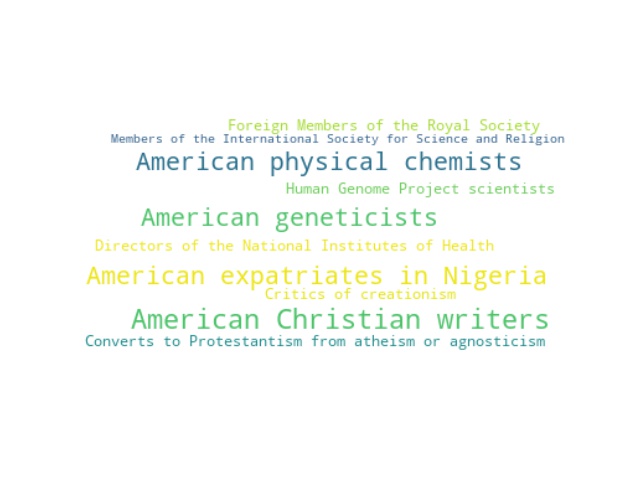 Foreign Members of the Royal Society
Members of the International Society for Science and Religion
American physical chemists
Human Genome Project scientists
American geneticists
Directors of the National Institutes of Health
American expatriates in Nigeria
Critics of creationism
American Christian writers
Converts to Protestantism from atheism or agnosticism